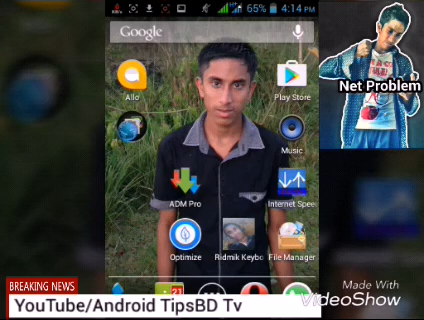 65% 4:14 PM
Google
Net Problem
Allo
Play Store
Music
ADM Pro
Internet Spee
Optimize
Ridmik Keybo
File Manager
21
BREAKING NEWS
Made With
VideoShow
YouTube/Android TipsBD Tv